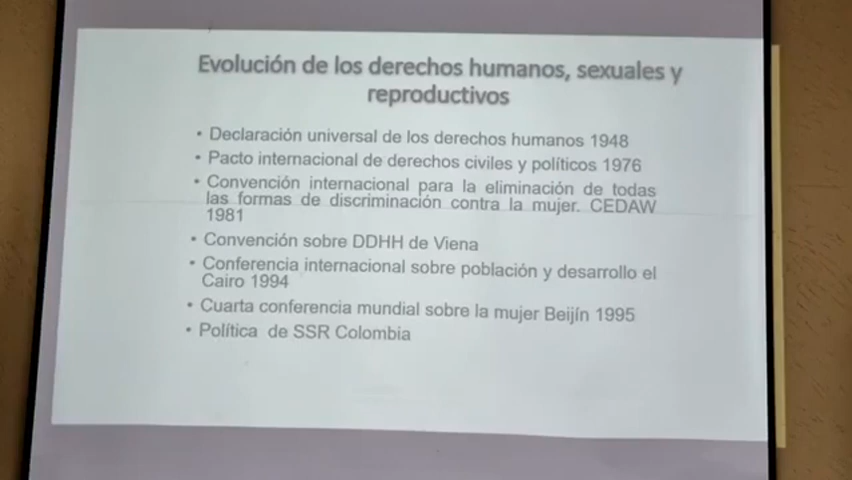 Evolución de los derechos humanos, sexuales y
reproductivos
• Declaración universal de los derechos humanos 1948
• Pacto internacional de derechos civiles y políticos 1976
• Convención internacional para la eliminación de todas
las formas de discriminación contra la mujer. CEDAW
1981
• Convención sobre DDHH de Viena
• Conferencia internacional sobre población y desarrollo el
Cairo 1994
• Cuarta conferencia mundial sobre la mujer Beijín 1995
• Política de SSR Colombia